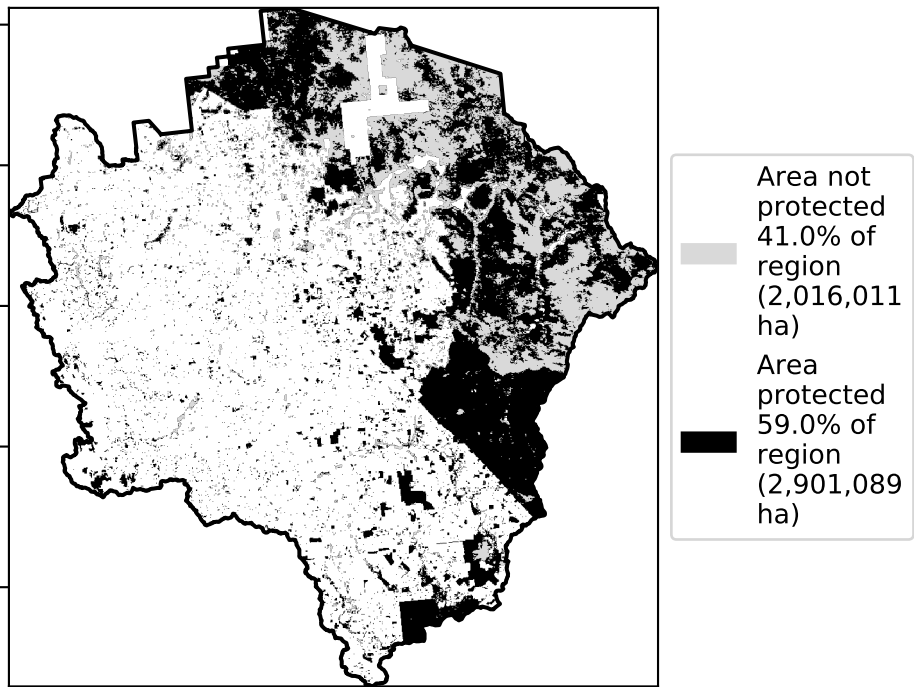 Area not
protected
41.0% of
region
(2,016,011
ha)
Area
protected
59.0% of
region
(2,901,089
ha)